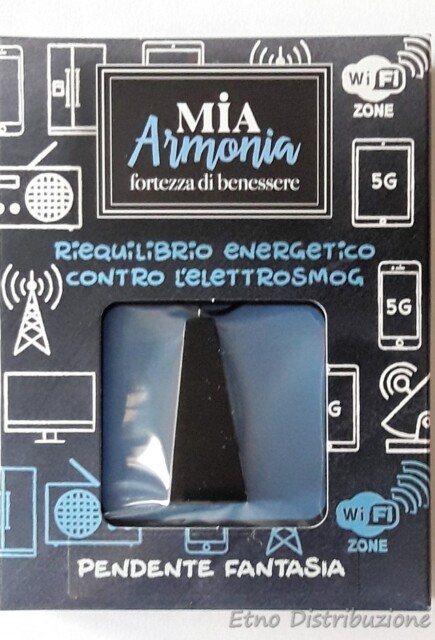 MiA
Armonia
fortezza di benessere
WiFi
ZONE
5G
RIEQUILIBRIO ENERGETICO
CONTRO L'ELETTROSMOG
5G
G
WiFi
ZONE
PENDENTE FANTASIA
Etno Distribuzione